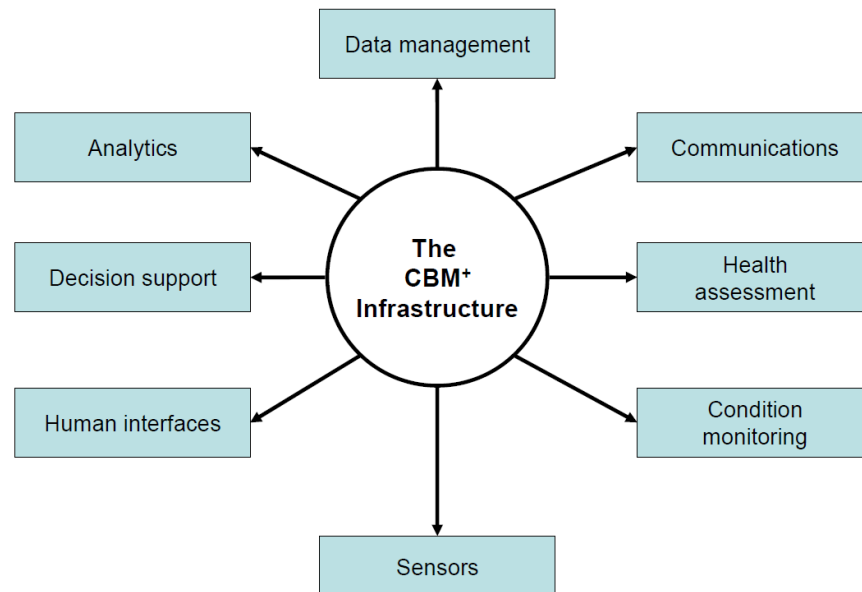 Data management
Analytics
Communications
The
CBM⁺
Infrastructure
Decision support
Health
assessment
Human interfaces
Condition
monitoring
Sensors